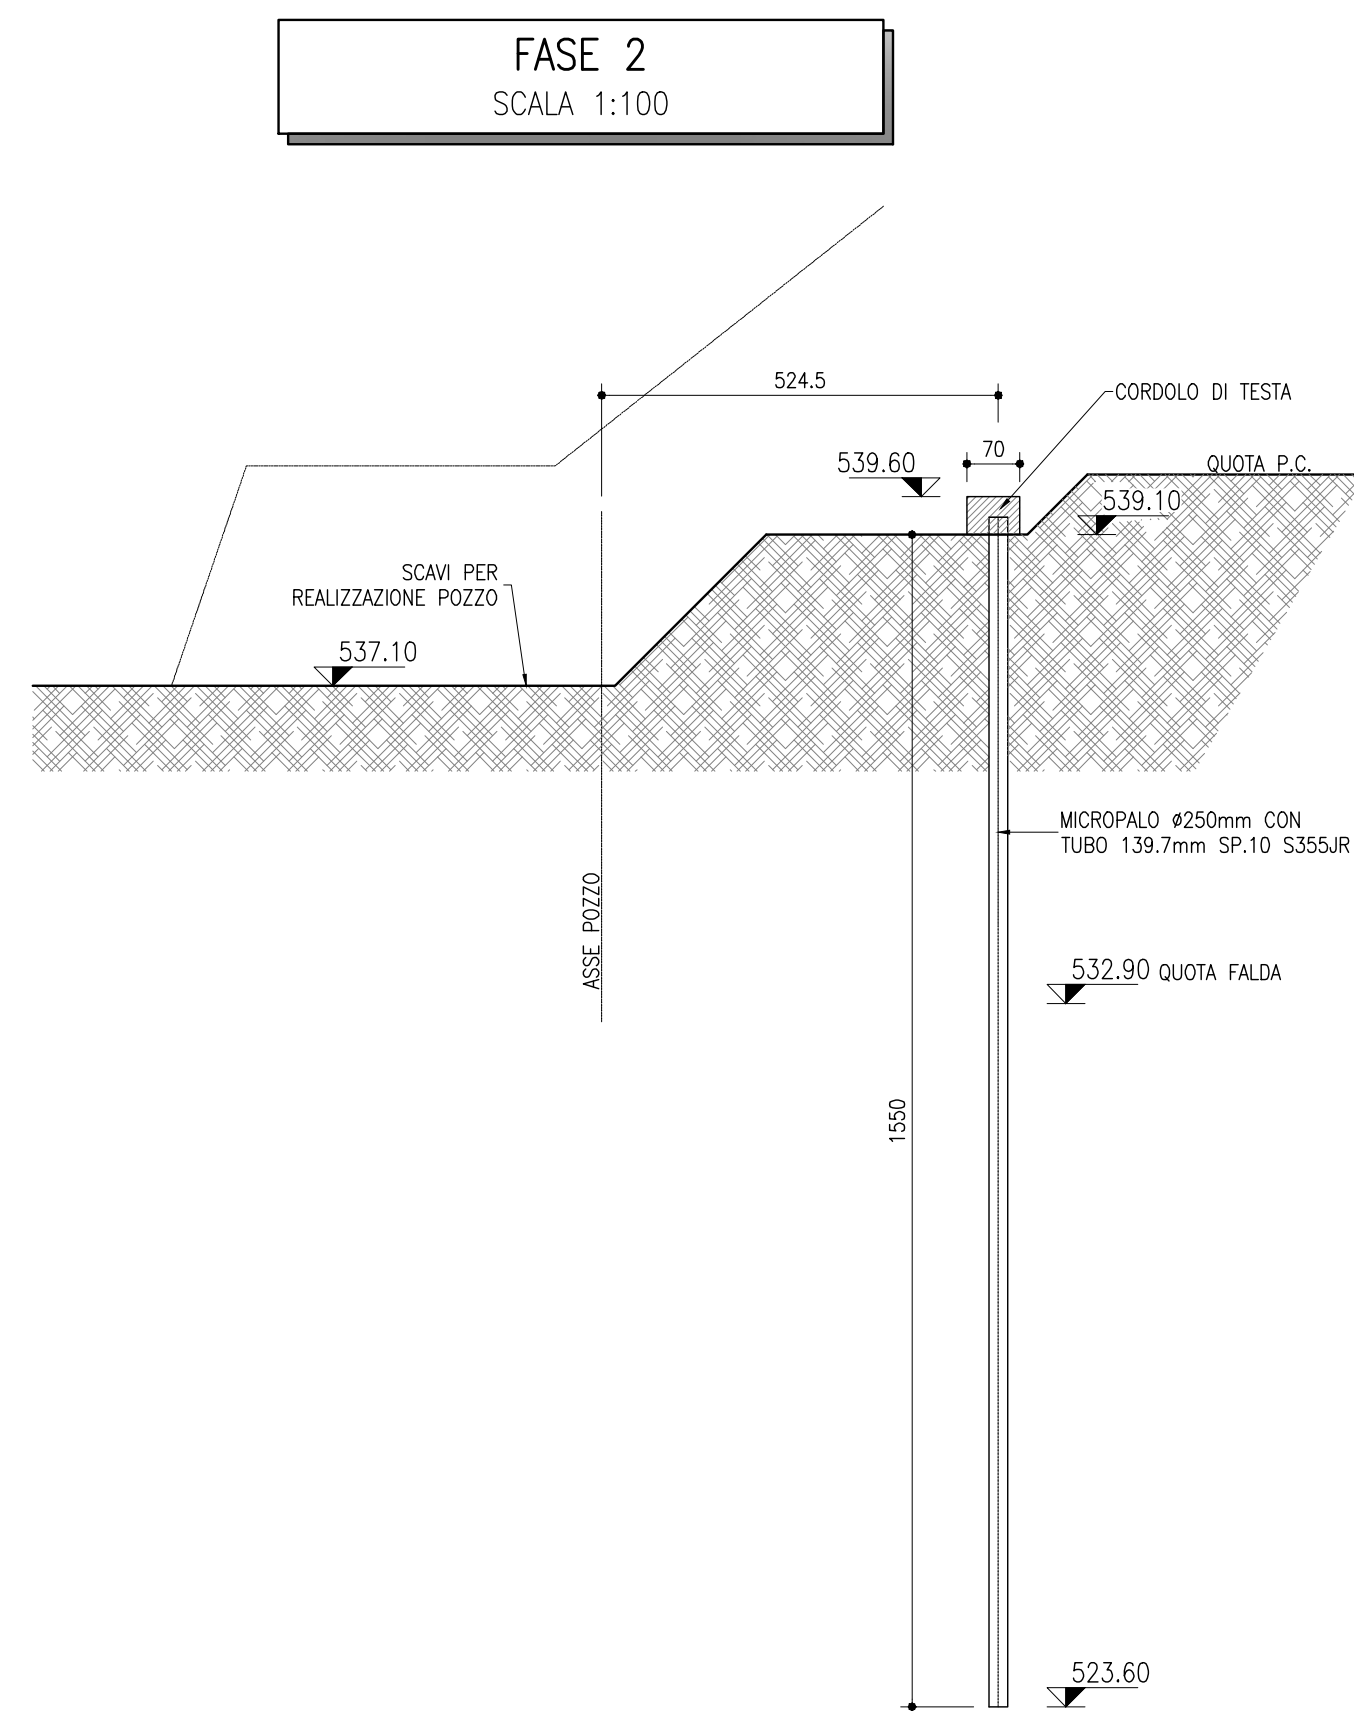 FASE 2
SCALA 1:100
524.5
CORDOLO DI TESTA
70
539.60
QUOTA P.C.
539.10
SCAVI PER
REALIZZAZIONE POZZO
537.10
MICROPALO ø250mm CON
TUBO 139.7mm SP.10 S355JR
ASSE POZZO
532.90 QUOTA FALDA
1550
523.60